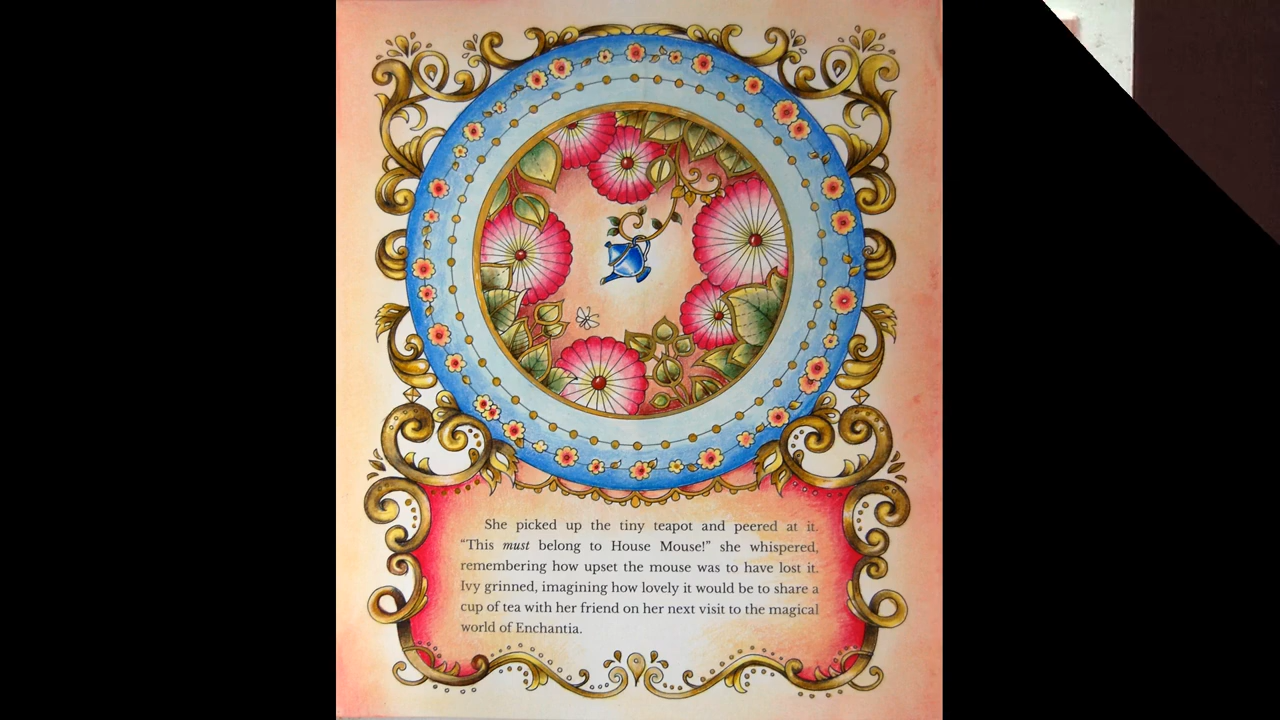 She picked up the tiny teapot and peered at it.
“This must belong to House Mouse!” she whispered,
remembering how upset the mouse was to have lost it.
Ivy grinned, imagining how lovely it would be to share a
cup of tea with her friend on her next visit to the magical
world of Enchantia.